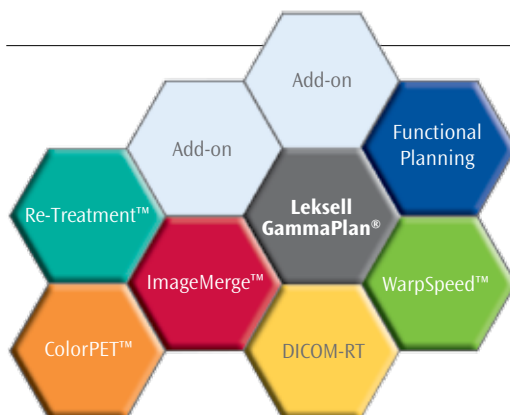 Add-on
Add-on
Functional
Planning
Re-Treatment™
Leksell
GammaPlan®
ImageMerge™
WarpSpeed™
ColorPET™
DICOM-RT